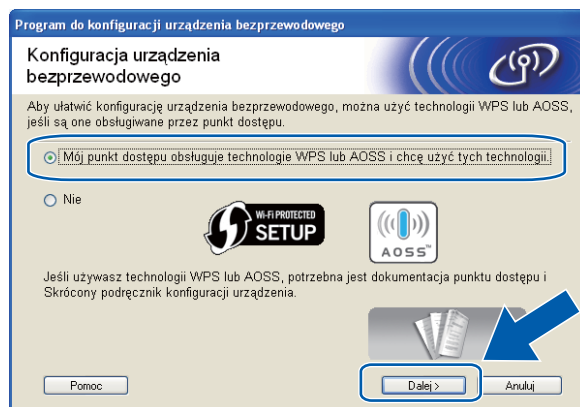 Program do konfiguracji urządzenia bezprzewodowego
Konfiguracja urządzenia
bezprzewodowego
Aby ułatwić konfigurację urządzenia bezprzewodowego, można użyć technologii WPS lub AOSS,
jeśli są one obsługiwane przez punkt dostępu.
Mój punkt dostępu obsługuje technologie WPS lub AOSS i chcę użyć tych technologii.
Nie
WI-FI PROTECTED
SETUP
AOSS™
Jeśli używasz technologii WPS lub AOSS, potrzebna jest dokumentacja punktu dostępu i
Skrócony podręcznik konfiguracji urządzenia.
Pomoc
Dalej >
Anuluj